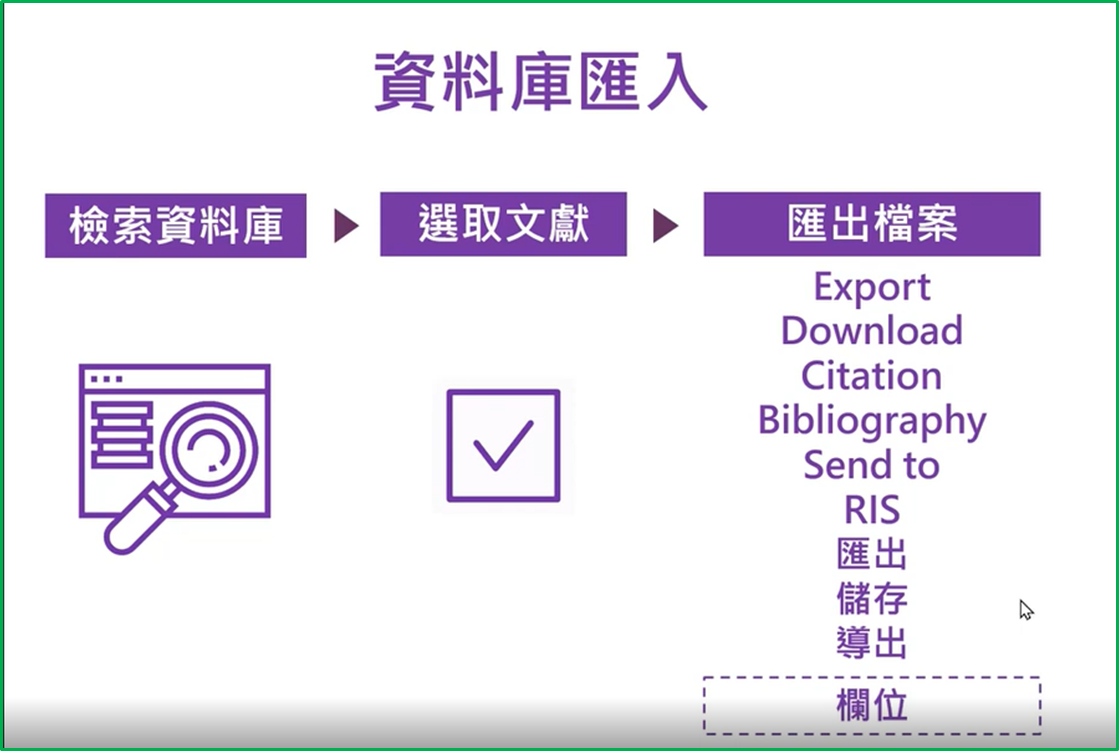 資料庫匯入
檢索資料庫
選取文獻
匯出檔案
Export
Download
Citation
Bibliography
Send to
RIS
匯出
儲存
導出
欄位